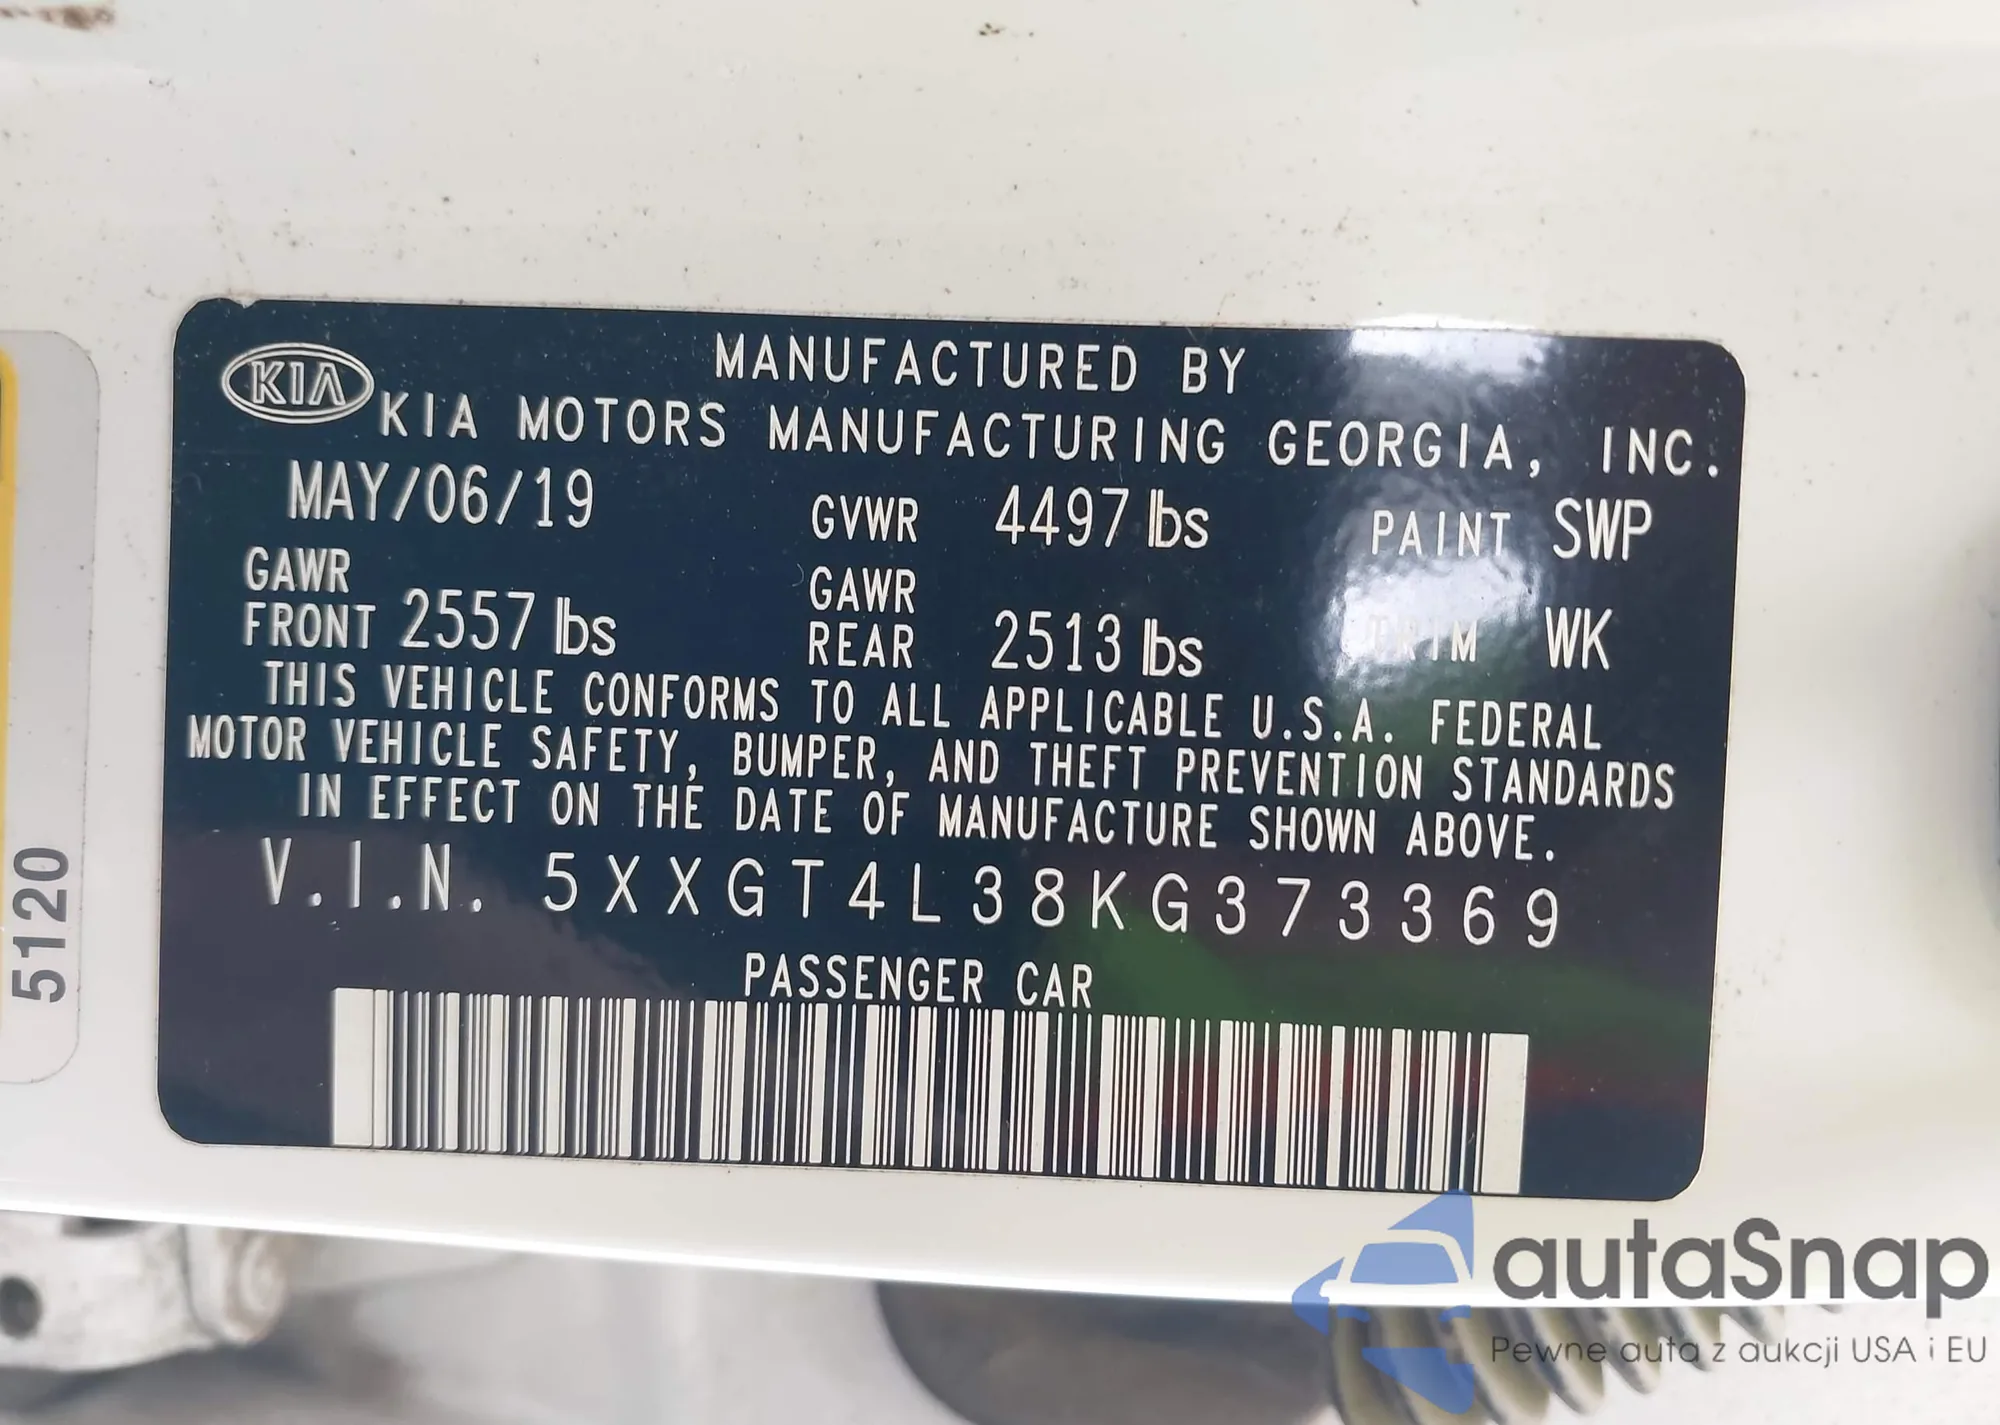 KIA
MANUFACTURED BY
KIA MOTORS MANUFACTURING GEORGIA, INC.
MAY/06/19 GVWR 4497 lbs PAINT SWP
GAWR FRONT 2557 lbs GAWR REAR 2513 lbs TRIM WK
THIS VEHICLE CONFORMS TO ALL APPLICABLE U.S.A. FEDERAL
MOTOR VEHICLE SAFETY, BUMPER, AND THEFT PREVENTION STANDARDS
IN EFFECT ON THE DATE OF MANUFACTURE SHOWN ABOVE.
V.I.N. 5XXGT4L38KG373369
PASSENGER CAR
5120
autaSnap
Pewne auta z aukcji USA i EU